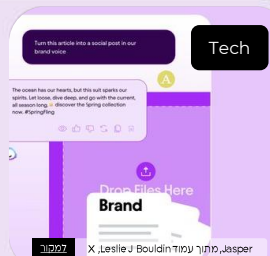 Turn this article into a social post in our
brand voice
Tech
A
The ocean has our hearts, but this suit sparks our
spirits. Let loose, dive deep, and go with the current,
all season long. discover the Spring collection
now. #SpringFling
Drop Files Here
Brand
למקור
Jasper, מתוך עמוד X ,Leslie J Bouldin